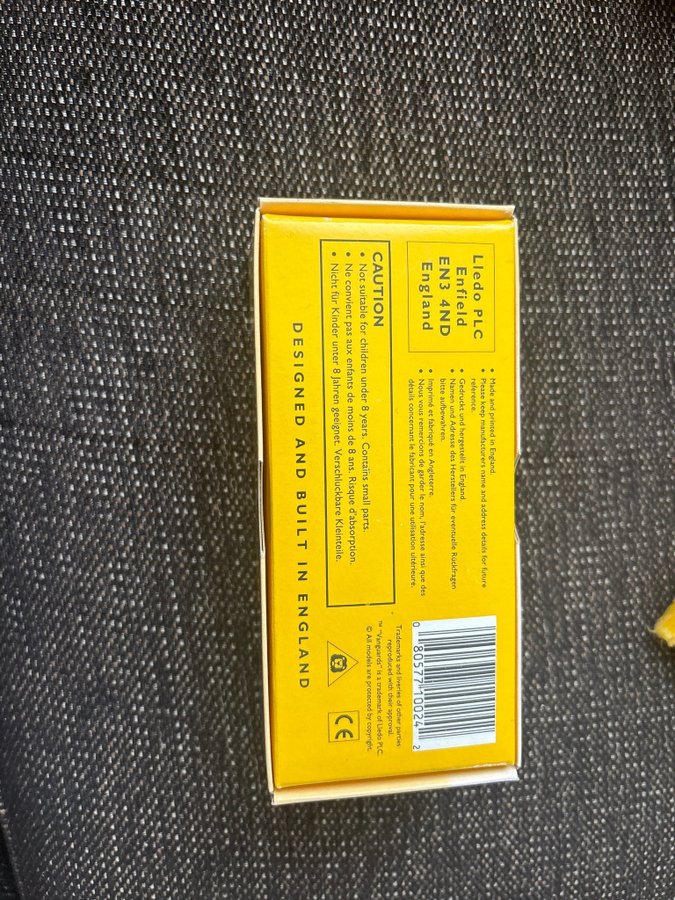 Lledo PLC
Enfield
EN3 4ND
England
• Made and printed in England.
• Please keep manufacturers name and address details for future
reference.
• Gedruckt und hergestellt in England.
• Namen und Adresse des Herstellers für eventuelle Rückfragen
bitte aufbewahren.
• Imprimé et fabriqué en Angleterre.
• Nous vous remercions de garder le nom, l'adresse ainsi que des
détails concernant le fabricant pour une utilisation ultérieure.
0 80577 10024 2
CAUTION
• Not suitable for children under 8 years. Contains small parts.
• Ne convient pas aux enfants de moins de 8 ans. Risque d'absorption.
• Nicht für Kinder unter 8 Jahren geeignet. Verschluckbare Kleinteile.
Trademarks and liveries of other parties
reproduced with their approval.
™ "Vanguards" is a trademark of Lledo PLC.
© All models are protected by copyright.
CE
DESIGNED AND BUILT IN ENGLAND